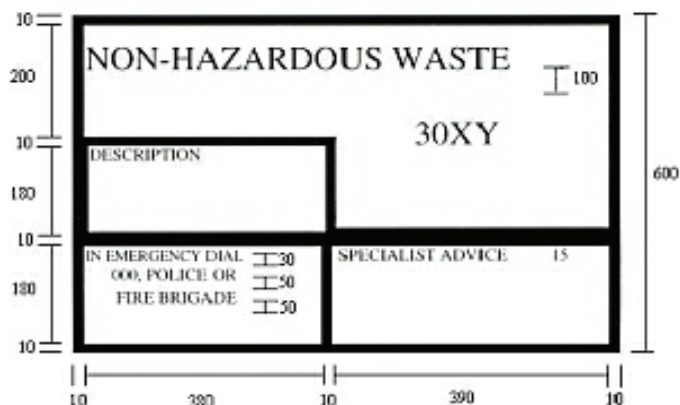 10
NON-HAZARDOUS WASTE
200
100
30XY
10
DESCRIPTION
600
180
10
IN EMERGENCY DIAL 30
SPECIALIST ADVICE 15
000, POLICE OR 50
180
FIRE BRIGADE 50
10
10 10 390 10